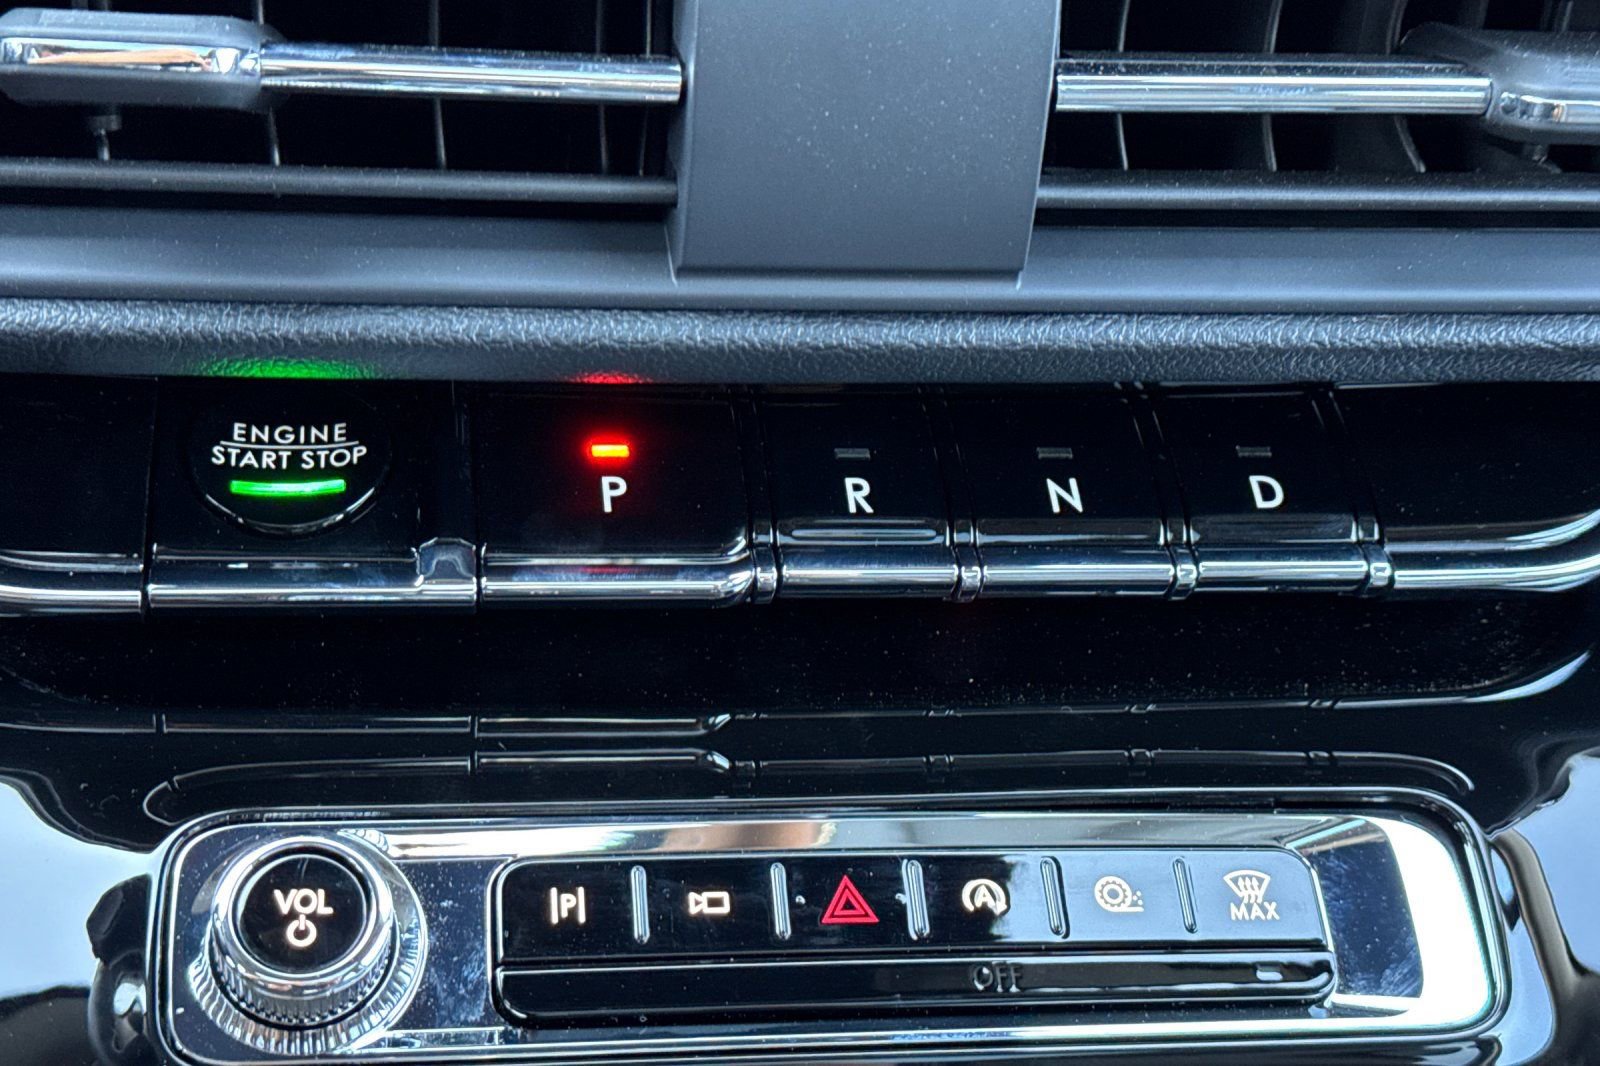 ENGINE
START STOP
P
R
N
D
VOL
P
A
MAX
OFF